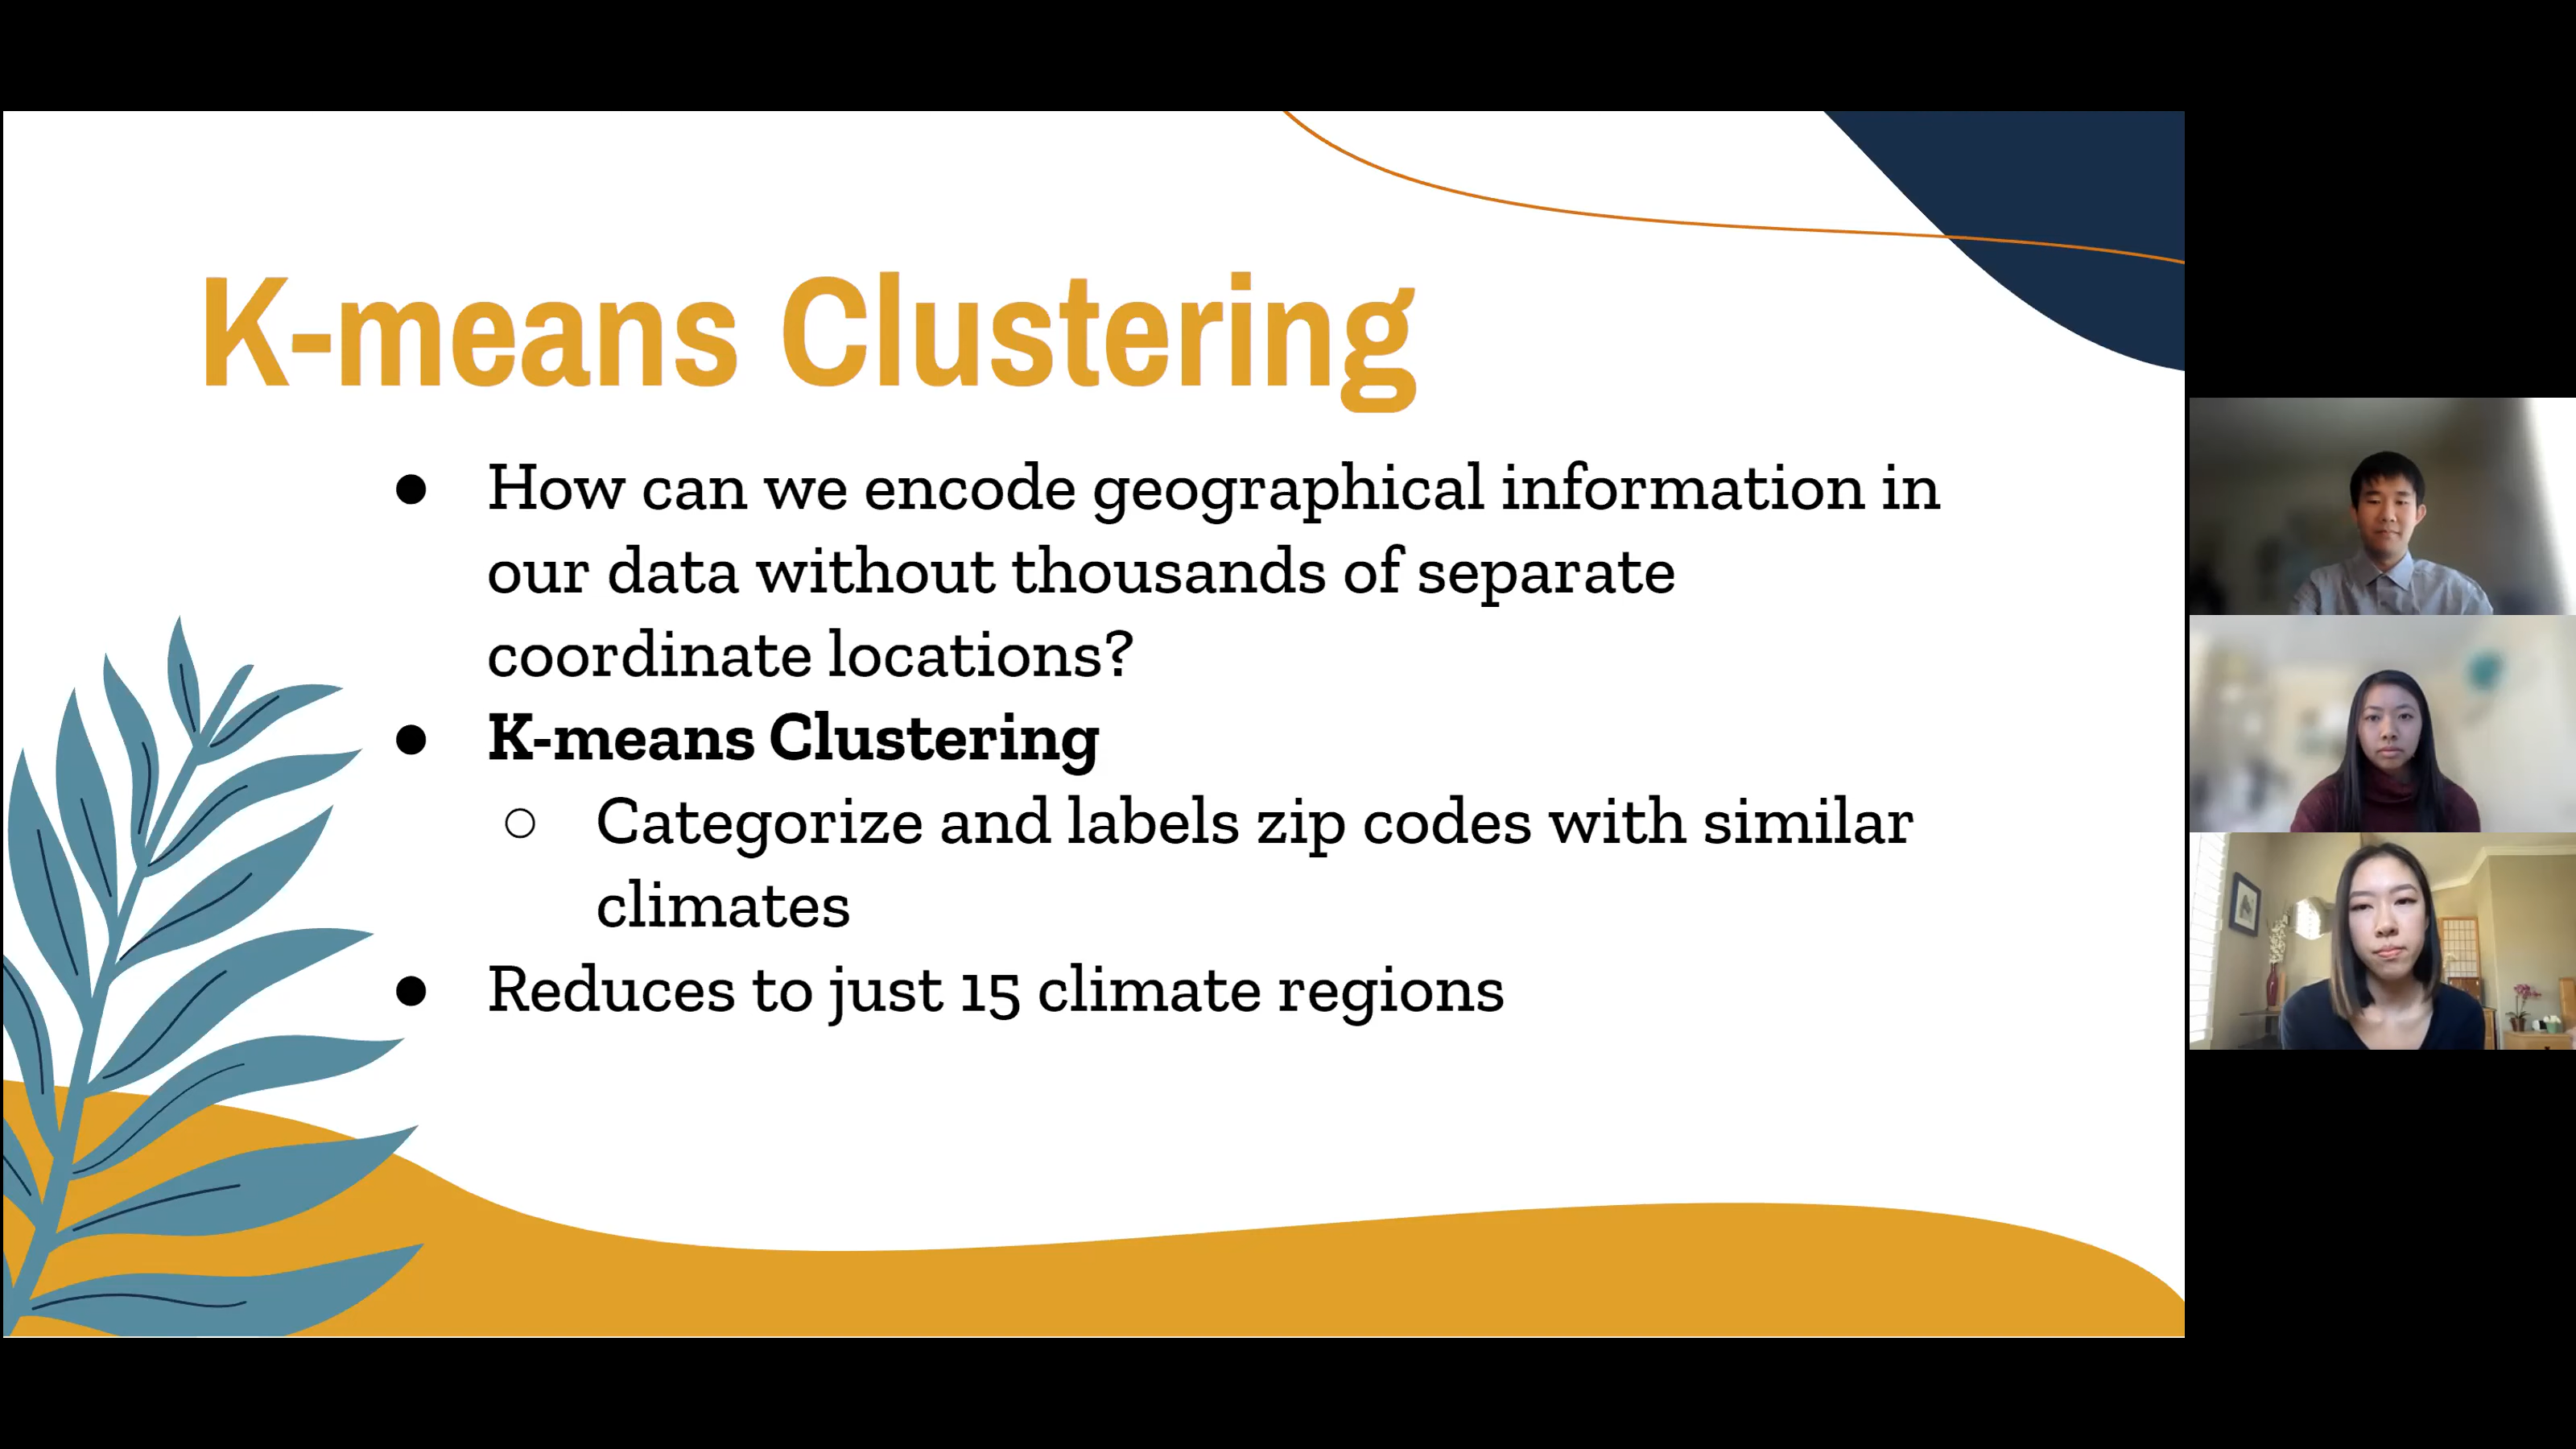 K-means Clustering
● How can we encode geographical information in
our data without thousands of separate
coordinate locations?
● K-means Clustering
○ Categorize and labels zip codes with similar
climates
● Reduces to just 15 climate regions